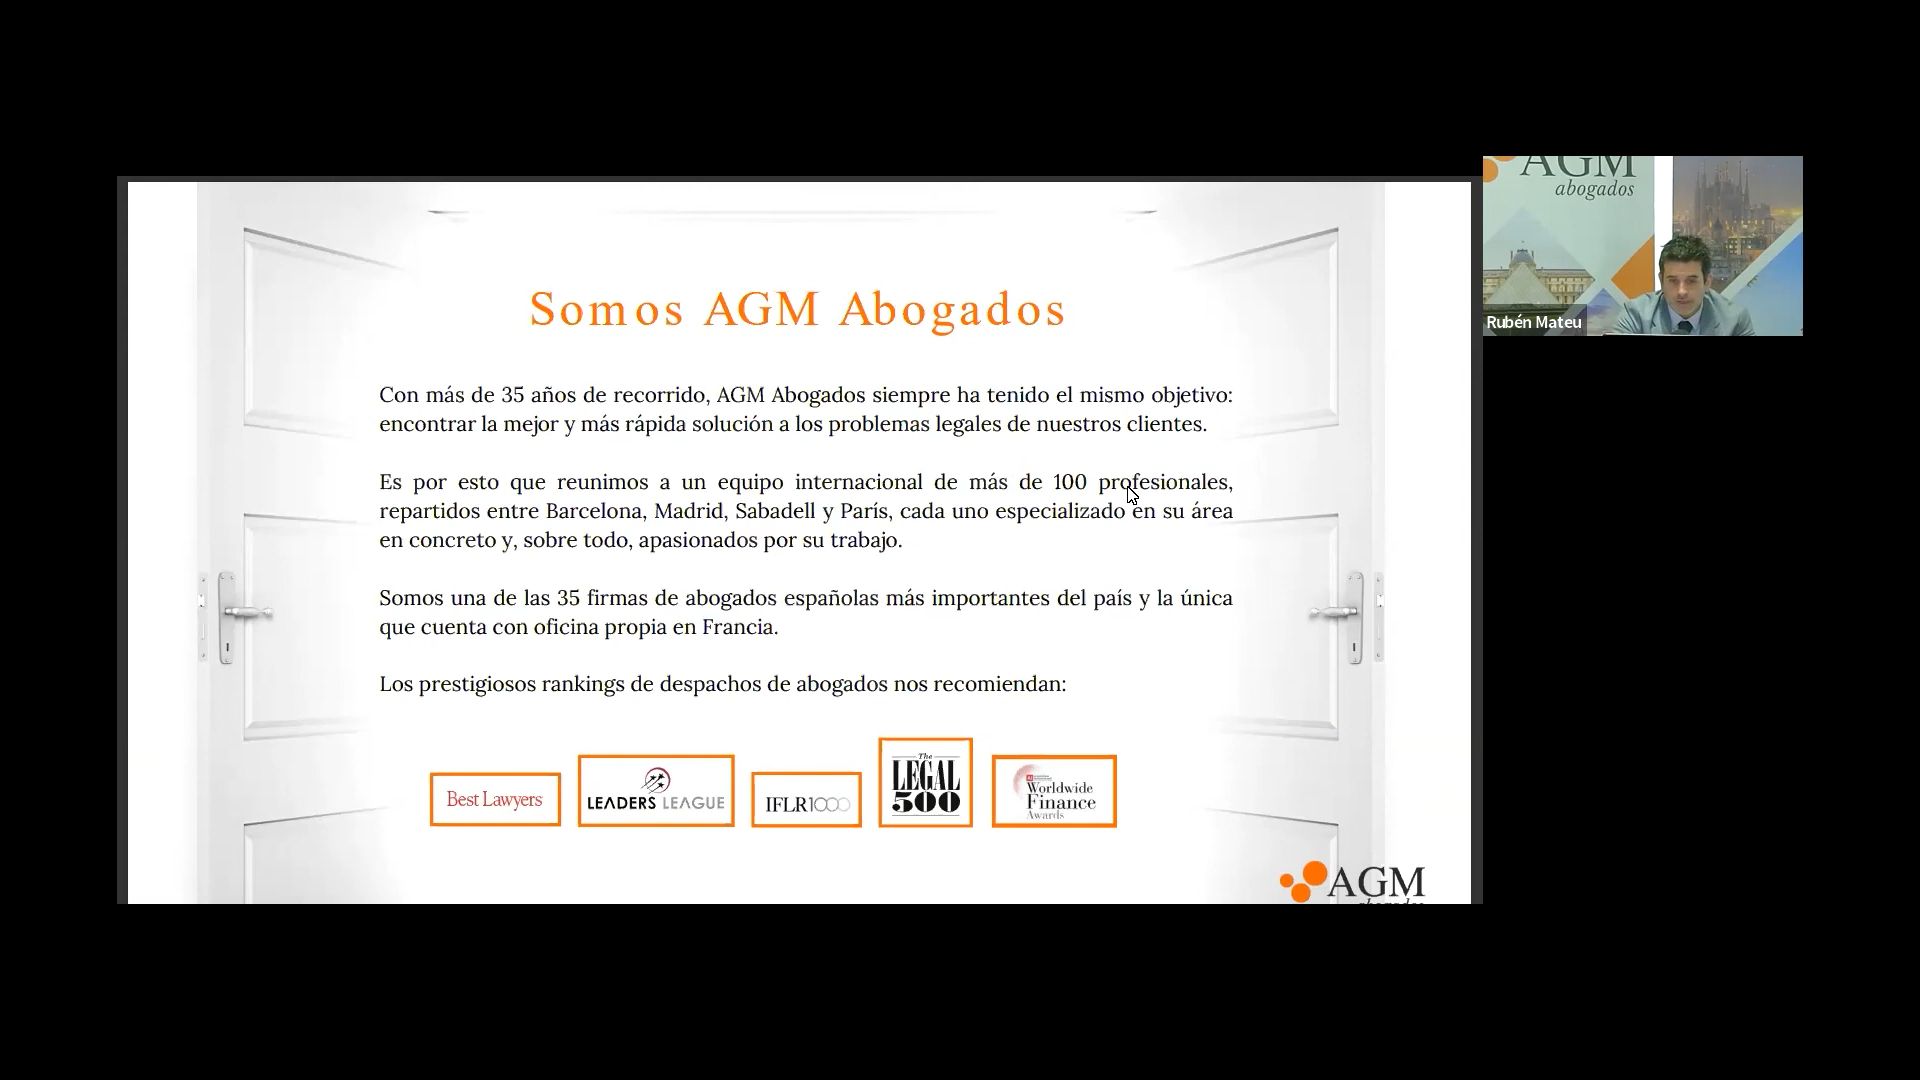 Somos AGM Abogados
Con más de 35 años de recorrido, AGM Abogados siempre ha tenido el mismo objetivo:
encontrar la mejor y más rápida solución a los problemas legales de nuestros clientes.
Es por esto que reunimos a un equipo internacional de más de 100 profesionales,
repartidos entre Barcelona, Madrid, Sabadell y París, cada uno especializado en su área
en concreto y, sobre todo, apasionados por su trabajo.
Somos una de las 35 firmas de abogados españolas más importantes del país y la única
que cuenta con oficina propia en Francia.
Los prestigiosos rankings de despachos de abogados nos recomiendan:
Best Lawyers
LEADERS LEAGUE
IFLR1000
The
LEGAL
500
Worldwide
Finance
Awards
AGM
AGM
abogados
Rubén Mateu